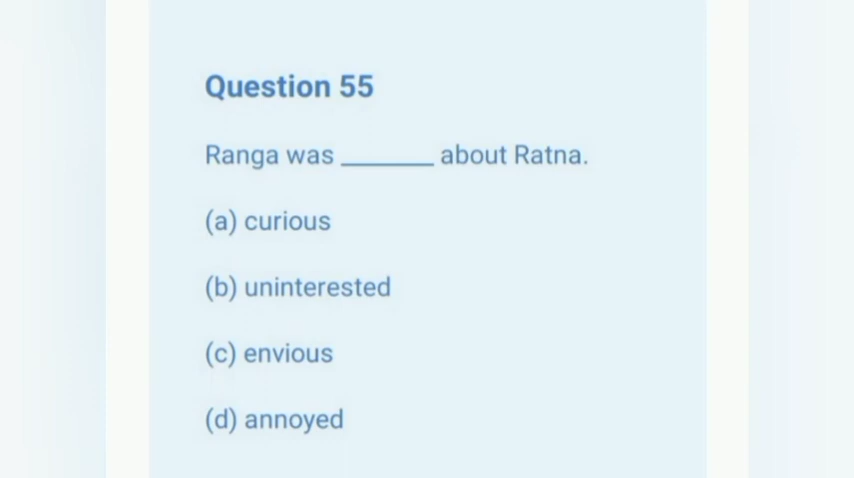 Question 55
Ranga was _______ about Ratna.
(a) curious
(b) uninterested
(c) envious
(d) annoyed